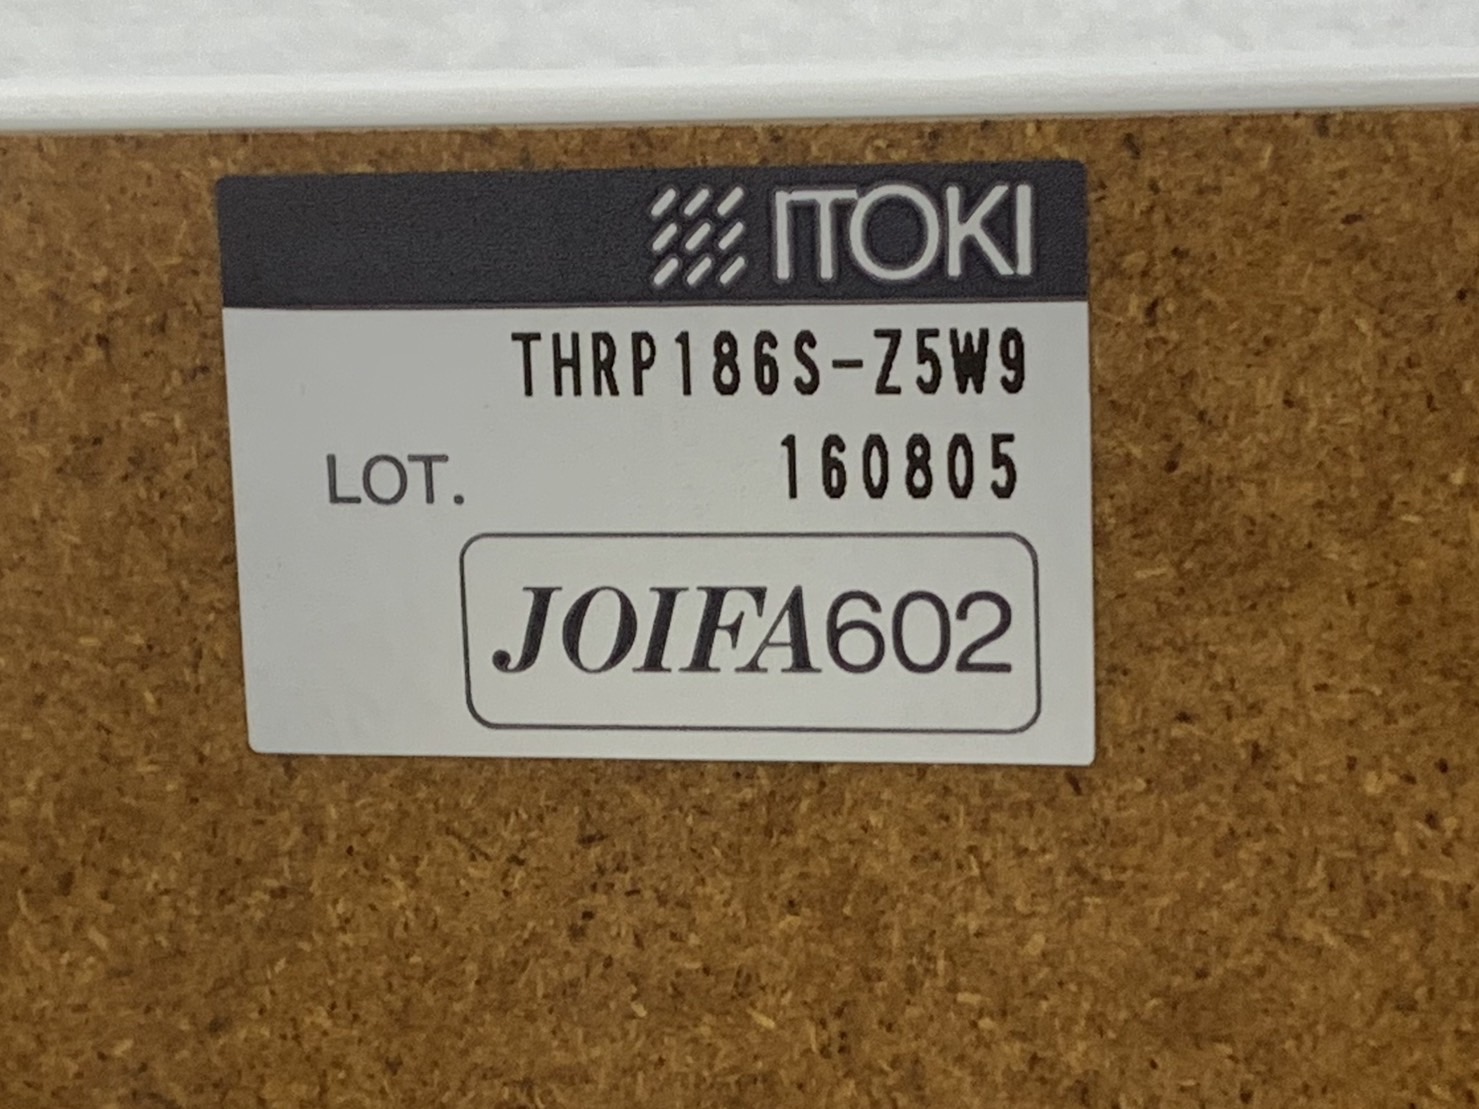 ITOKI
THRP186S-Z5W9
LOT. 160805
JOIFA602